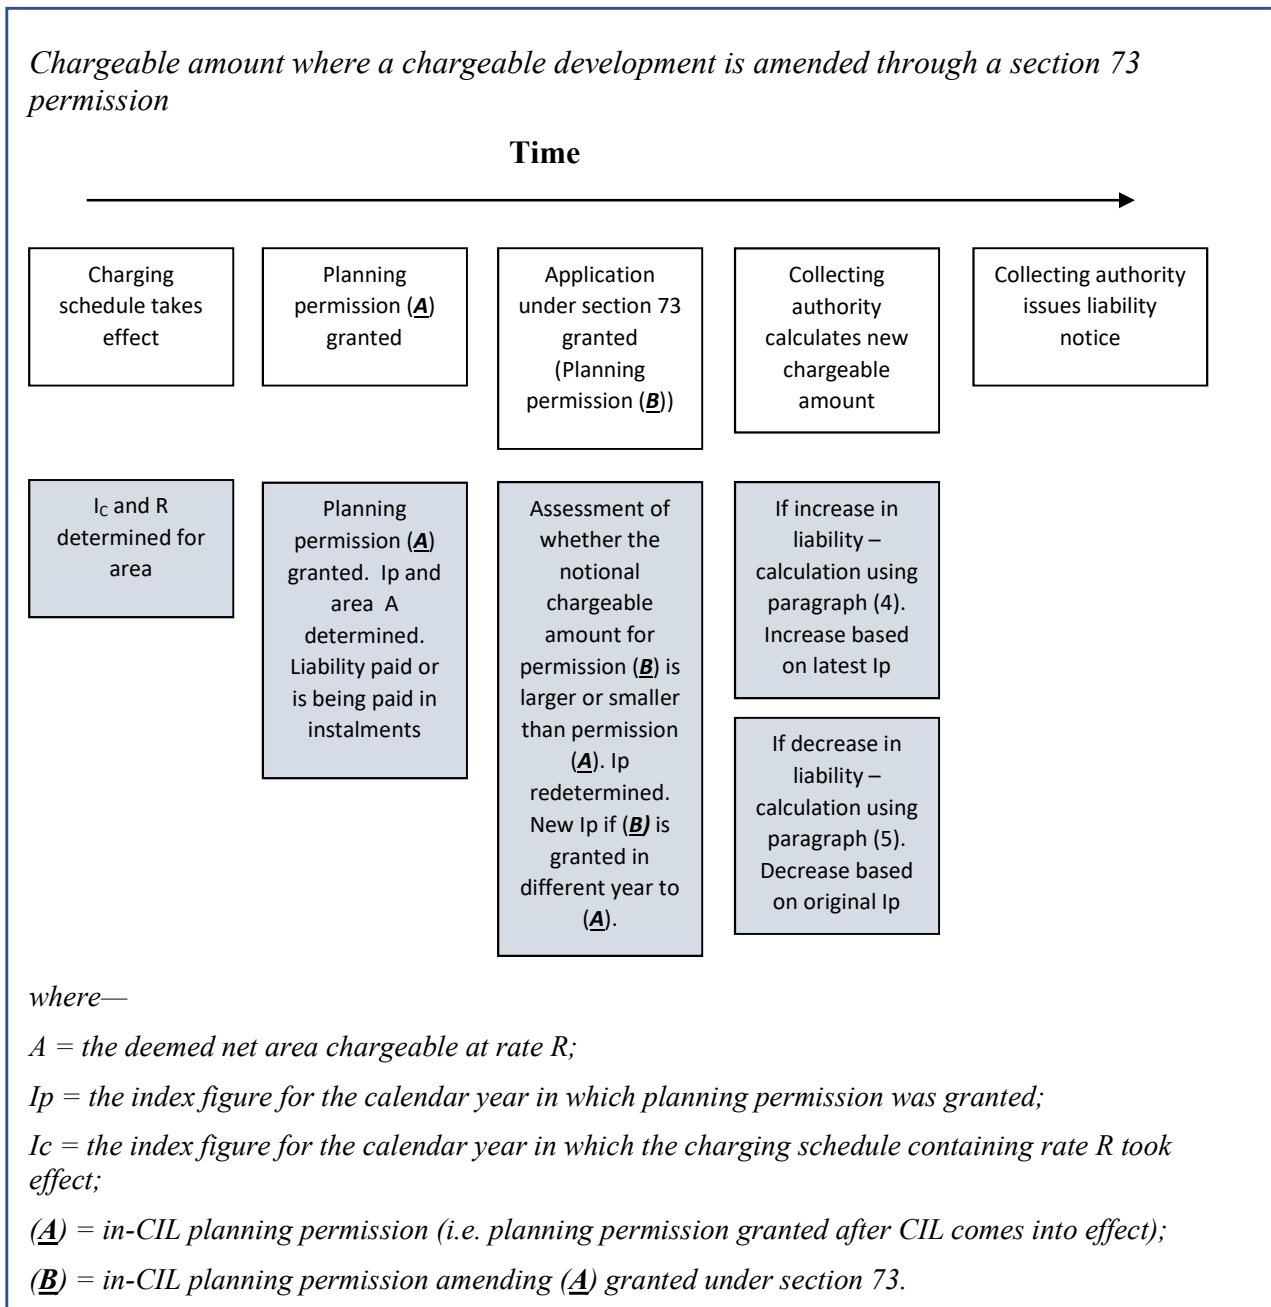 Chargeable amount where a chargeable development is amended through a section 73
permission
Time
Charging
schedule takes
effect
Planning
permission (A)
granted
Application
under section 73
granted
(Planning
permission (B))
Collecting
authority
calculates new
chargeable
amount
Collecting authority
issues liability
notice
IC and R
determined for
area
Planning
permission (A)
granted. Ip and
area A
determined.
Liability paid or
is being paid in
instalments
Assessment of
whether the
notional
chargeable
amount for
permission (B) is
larger or smaller
than permission
(A). Ip
redetermined.
New Ip if (B) is
granted in
different year to
(A).
If increase in
liability –
calculation using
paragraph (4).
Increase based
on latest Ip
If decrease in
liability –
calculation using
paragraph (5).
Decrease based
on original Ip
where—
A = the deemed net area chargeable at rate R;
Ip = the index figure for the calendar year in which planning permission was granted;
Ic = the index figure for the calendar year in which the charging schedule containing rate R took
effect;
(A) = in-CIL planning permission (i.e. planning permission granted after CIL comes into effect);
(B) = in-CIL planning permission amending (A) granted under section 73.